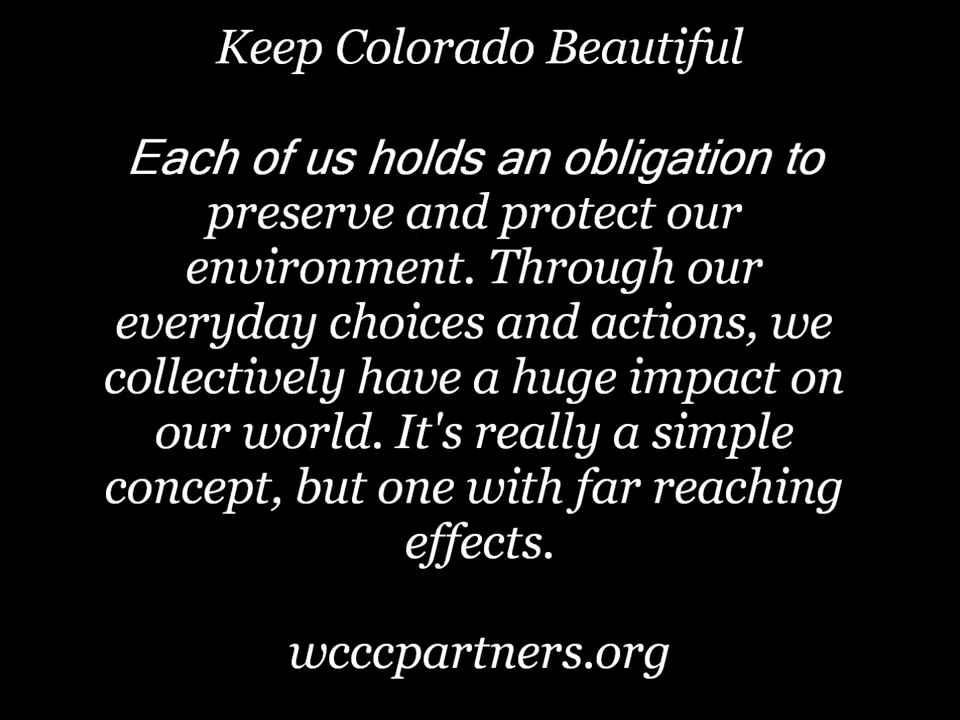 Keep Colorado Beautiful
Each of us holds an obligation to
preserve and protect our
environment. Through our
everyday choices and actions, we
collectively have a huge impact on
our world. It's really a simple
concept, but one with far reaching
effects.
wcccpartners.org